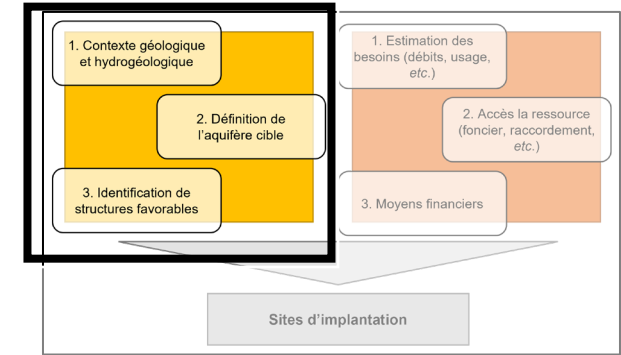 1. Contexte géologique
et hydrogéologique
2. Définition de
l'aquifère cible
3. Identification de
structures favorables
1. Estimation des
besoins (débits, usage,
etc.)
2. Accès la ressource
(foncier, raccordement,
etc.)
3. Moyens financiers
Sites d'implantation